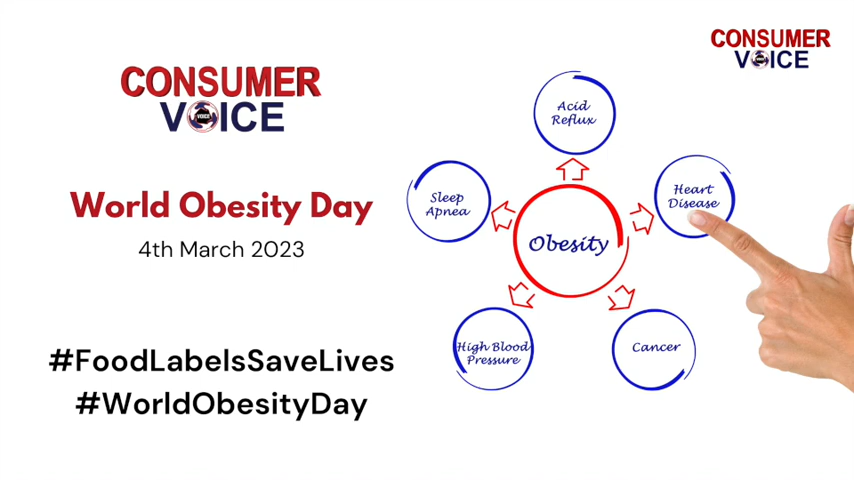 CONSUMER
VOICE
CONSUMER
VOICE
World Obesity Day
4th March 2023
#FoodLabelsSaveLives
#WorldObesityDay
Acid
Reflux
Sleep
Apnea
Heart
Disease
Obesity
High Blood
Pressure
Cancer